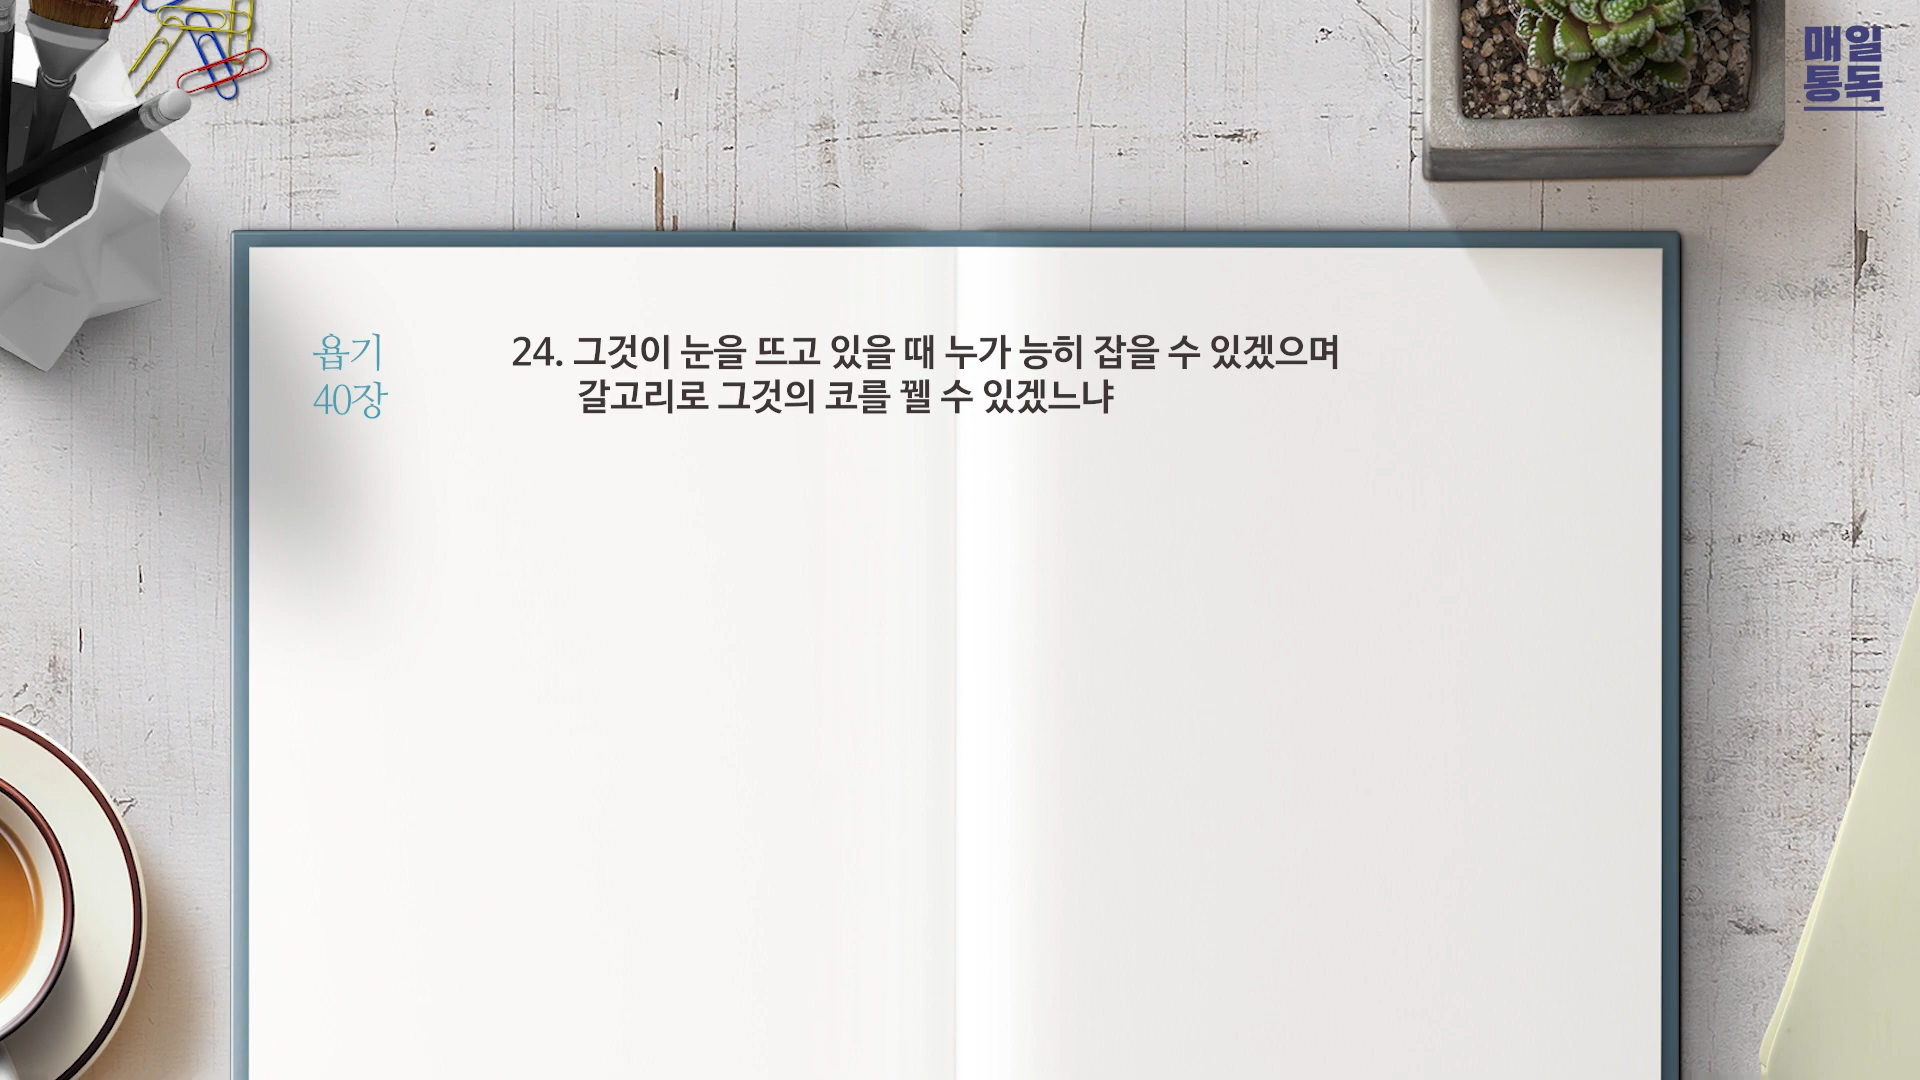 매일
통독
욥기
40장
24. 그것이 눈을 뜨고 있을 때 누가 능히 잡을 수 있겠으며
갈고리로 그것의 코를 꿸 수 있겠느냐